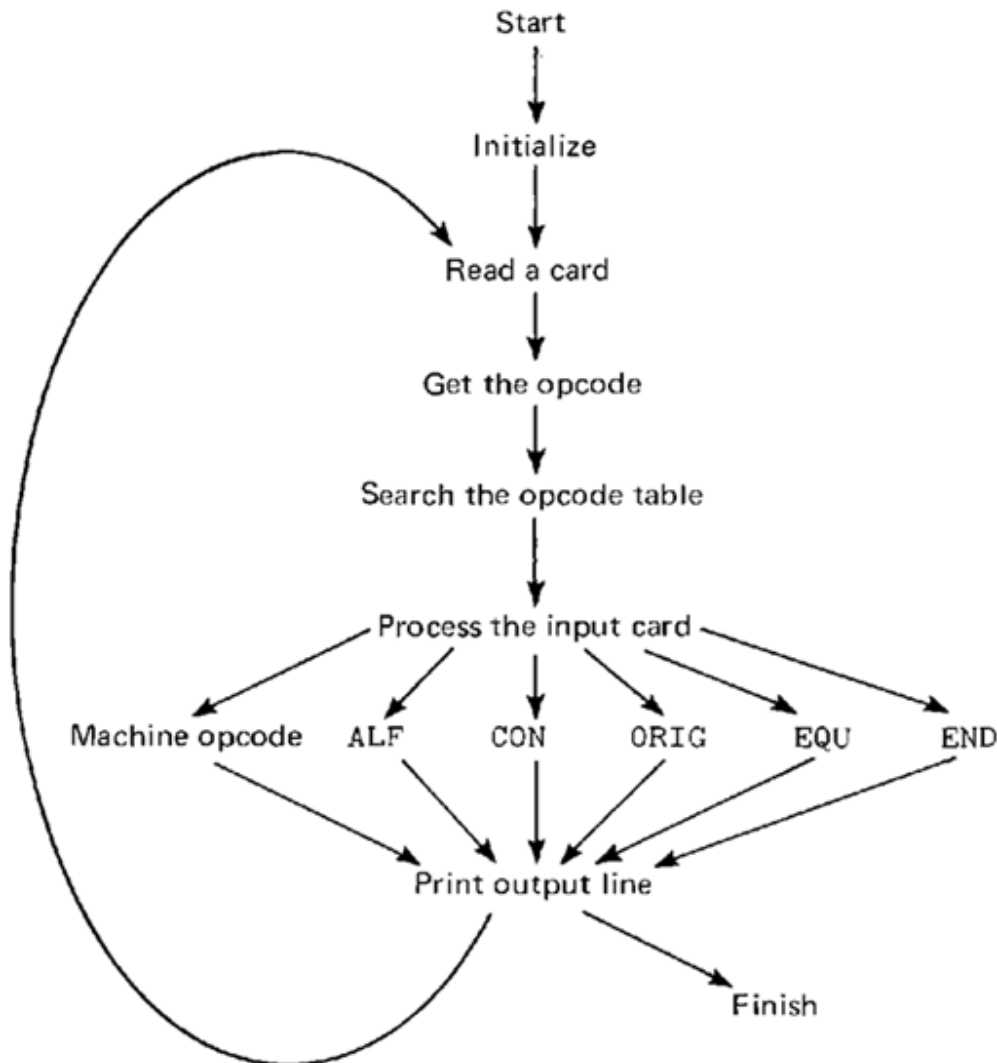 Start
Initialize
Read a card
Get the opcode
Search the opcode table
Process the input card
Machine opcode ALF CON ORIG EQU END
Print output line
Finish